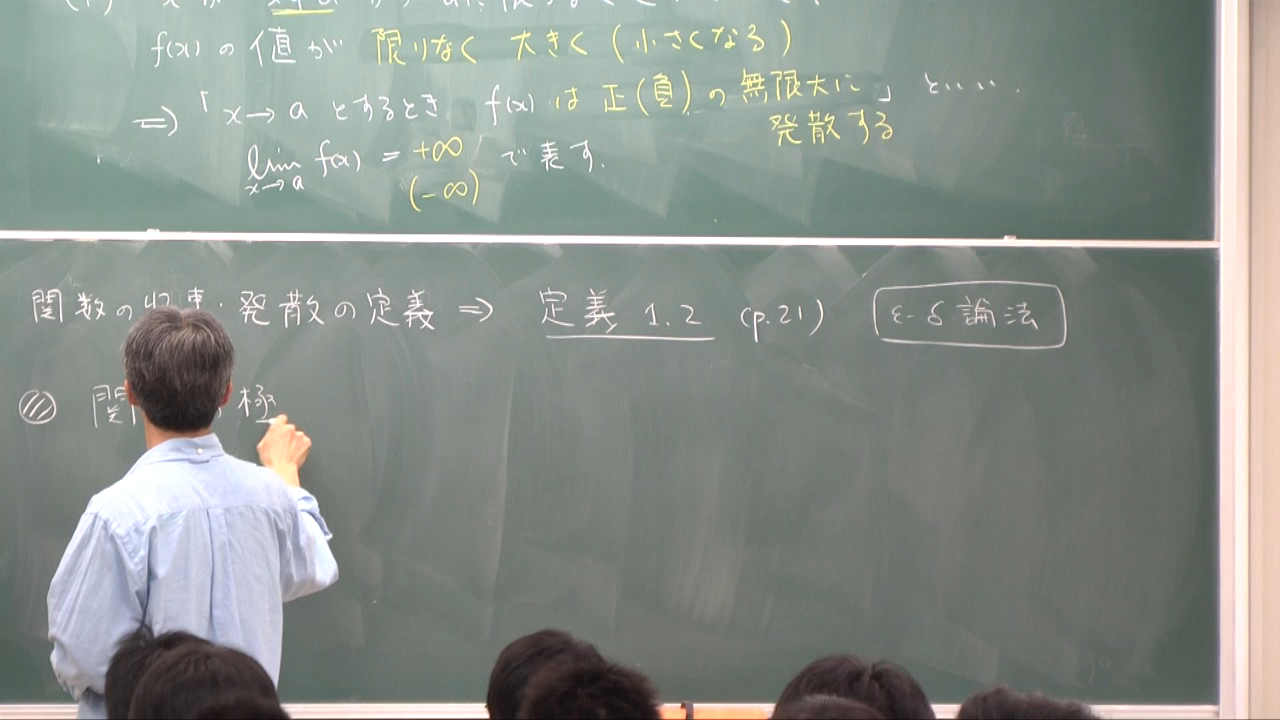 f(x) の 値が 限りなく 大きく (小さくなる)
⇒「x→a とするとき f(x) は 正(負)の 無限大に
発散する」といい.
lim f(x) = +∞ で表す.
x→a
(-∞)
関数の収束・発散の定義 ⇒ 定義 1.2 (p.21) ε-δ 論法
関 極